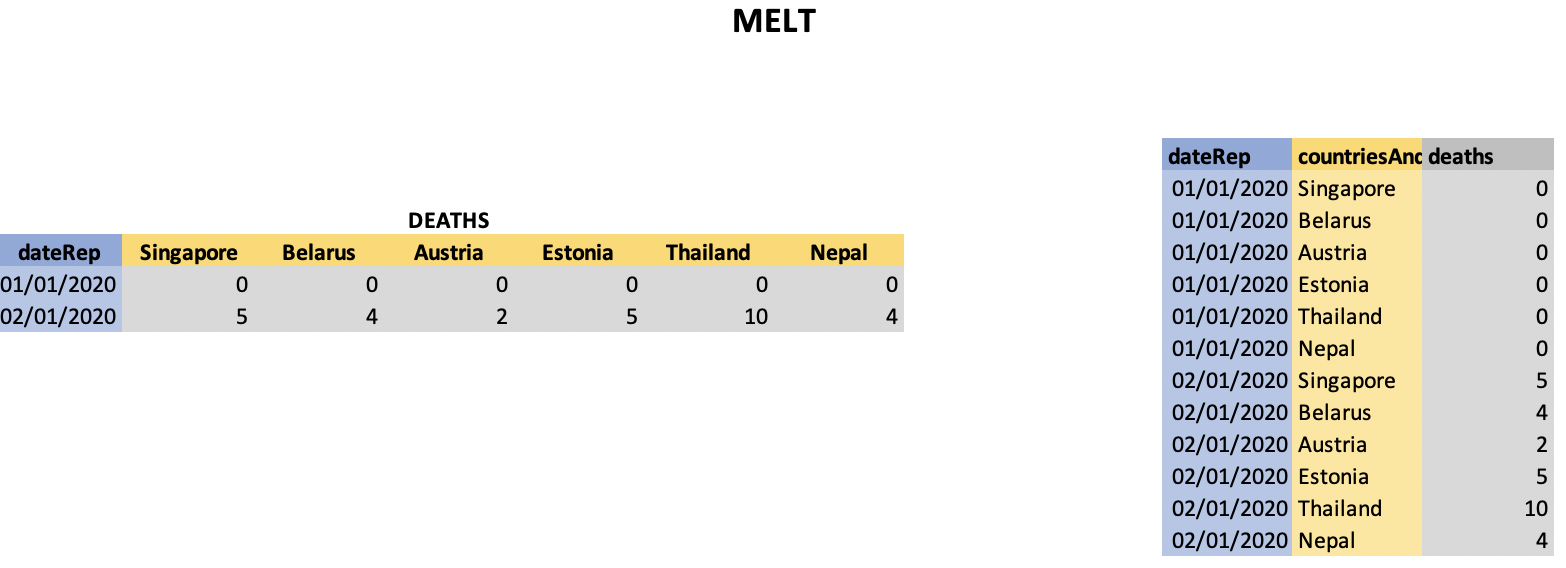 MELT
DEATHS
dateRep Singapore Belarus Austria Estonia Thailand Nepal
01/01/2020 0 0 0 0 0 0
02/01/2020 5 4 2 5 10 4
dateRep countriesAnd deaths
01/01/2020 Singapore 0
01/01/2020 Belarus 0
01/01/2020 Austria 0
01/01/2020 Estonia 0
01/01/2020 Thailand 0
01/01/2020 Nepal 0
02/01/2020 Singapore 5
02/01/2020 Belarus 4
02/01/2020 Austria 2
02/01/2020 Estonia 5
02/01/2020 Thailand 10
02/01/2020 Nepal 4